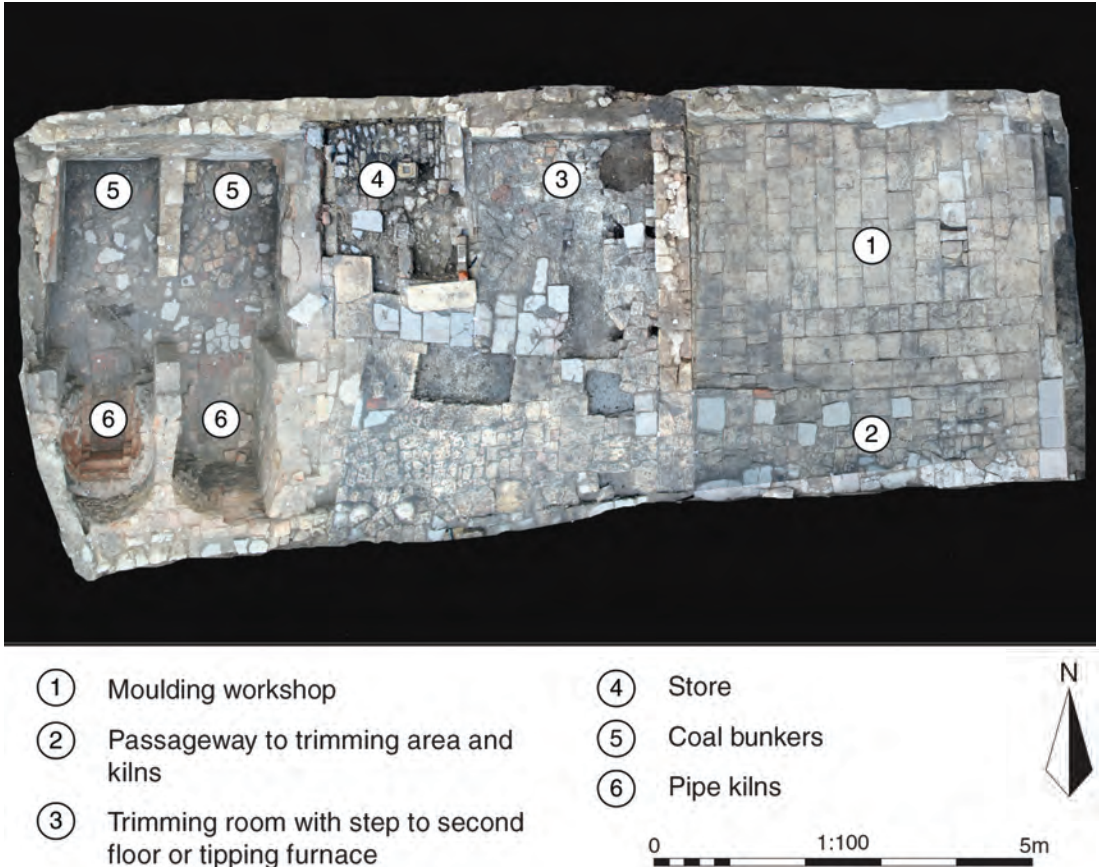 5
5
4
3
1
6
6
2
1 Moulding workshop
2 Passageway to trimming area and
kilns
3 Trimming room with step to second
floor or tipping furnace
4 Store
5 Coal bunkers
6 Pipe kilns
N
0 1:100 5m